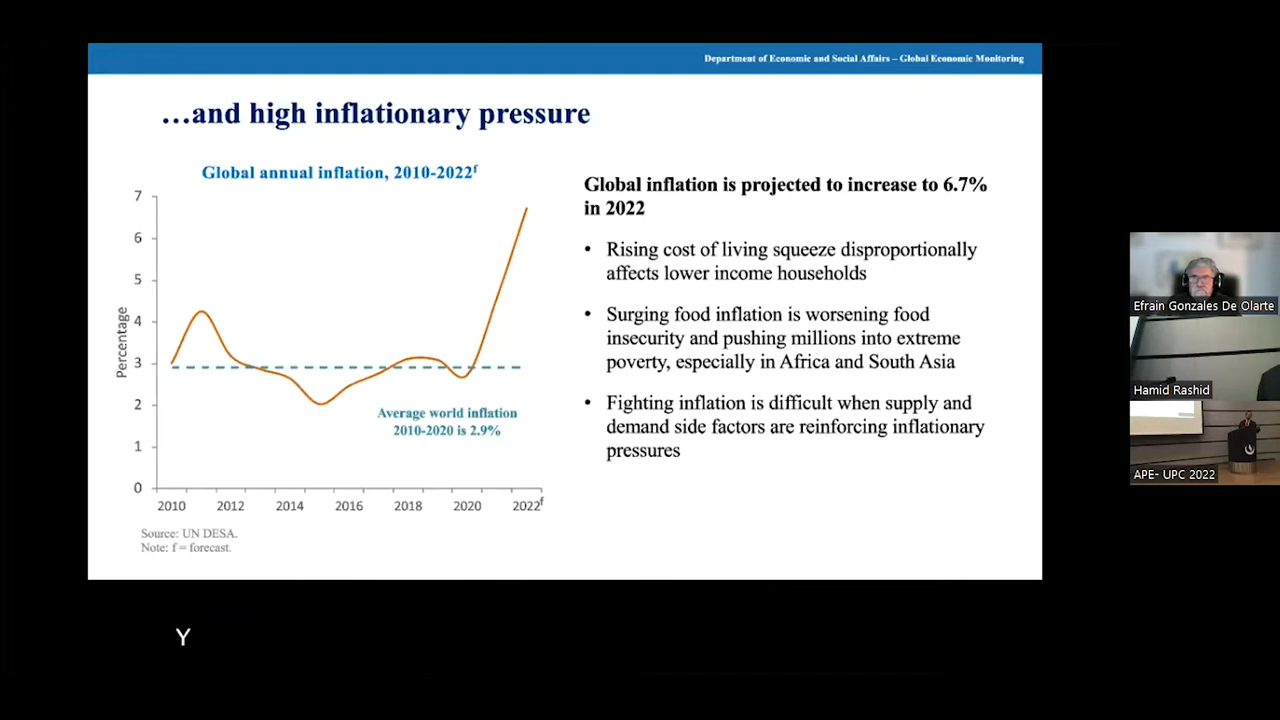 Department of Economic and Social Affairs – Global Economic Monitoring
…and high inflationary pressure
Global annual inflation, 2010-2022f
7
6
5
4
3
2
1
0
Percentage
Average world inflation
2010-2020 is 2.9%
2010 2012 2014 2016 2018 2020 2022f
Source: UN DESA.
Note: f = forecast.
Global inflation is projected to increase to 6.7%
in 2022
• Rising cost of living squeeze disproportionally
affects lower income households
• Surging food inflation is worsening food
insecurity and pushing millions into extreme
poverty, especially in Africa and South Asia
• Fighting inflation is difficult when supply and
demand side factors are reinforcing inflationary
pressures
Efrain Gonzales De Olarte
Hamid Rashid
APE- UPC 2022
Y